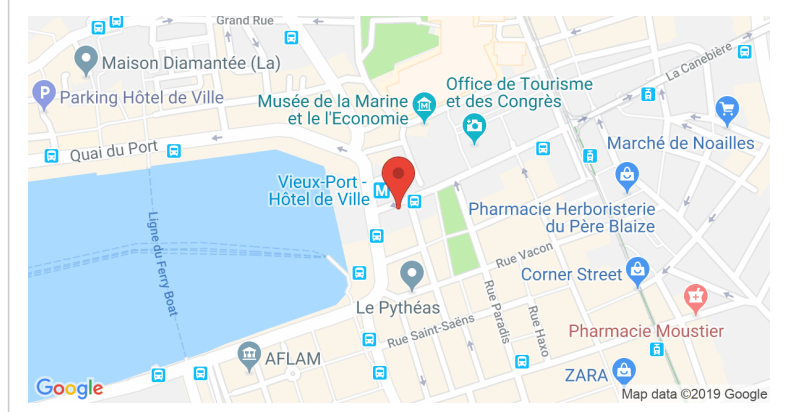 Grand Rue
Maison Diamantée (La)
La Canebière
P
Parking Hôtel de Ville
Office de Tourisme
et des Congrès
Musée de la Marine
et le l'Economie
Marché de Noailles
Quai du Port
Vieux-Port -
Hôtel de Ville
M
Pharmacie Herboristerie
du Père Blaize
Ligne du Ferry Boat
Rue Vacon
Corner Street
Le Pythéas
Rue Paradis
Rue Haxo
Rue Saint-Saëns
Pharmacie Moustier
AFLAM
ZARA
Google
Map data ©2019 Google